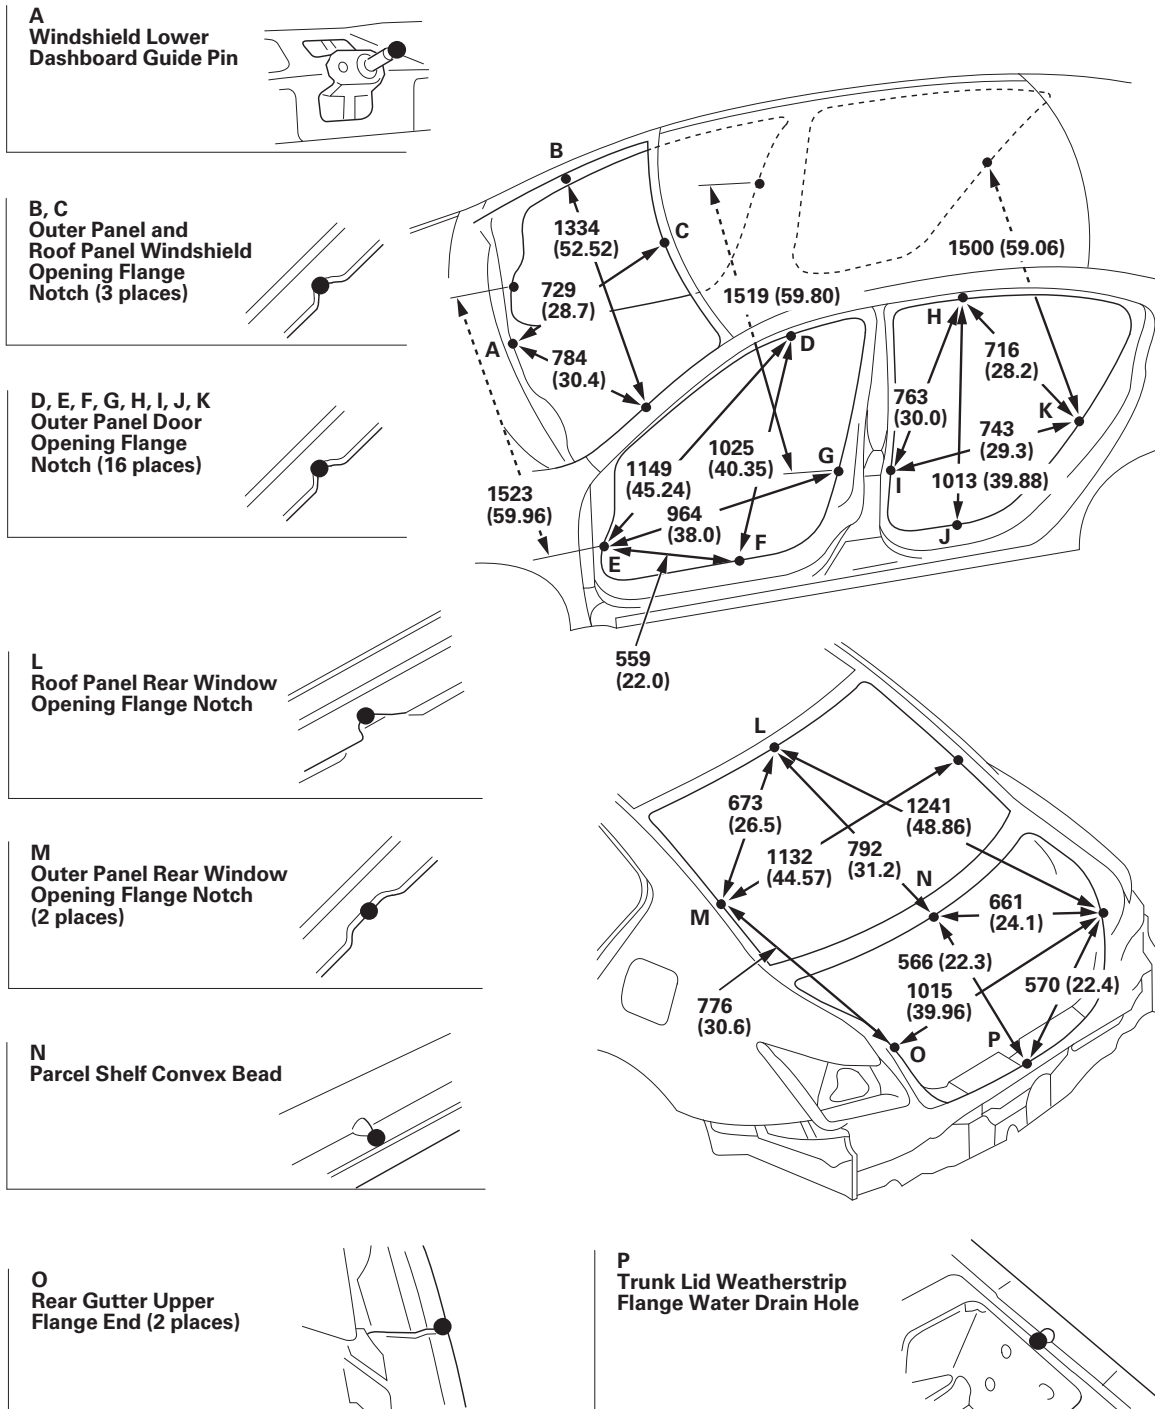 A
Windshield Lower
Dashboard Guide Pin
B, C
Outer Panel and
Roof Panel Windshield
Opening Flange
Notch (3 places)
D, E, F, G, H, I, J, K
Outer Panel Door
Opening Flange
Notch (16 places)
B
1334
(52.52)
C
729
(28.7)
A
784
(30.4)
1523
(59.96)
1519 (59.80)
1500 (59.06)
D
1149
(45.24)
1025
(40.35)
G
964
(38.0)
F
E
559
(22.0)
H
716
(28.2)
763
(30.0)
K
743
(29.3)
I
1013 (39.88)
J
L
Roof Panel Rear Window
Opening Flange Notch
M
Outer Panel Rear Window
Opening Flange Notch
(2 places)
N
Parcel Shelf Convex Bead
L
673
(26.5)
1241
(48.86)
1132
(44.57)
792
(31.2)
N
M
661
(24.1)
566 (22.3)
570 (22.4)
1015
(39.96)
776
(30.6)
O
P
O
Rear Gutter Upper
Flange End (2 places)
P
Trunk Lid Weatherstrip
Flange Water Drain Hole